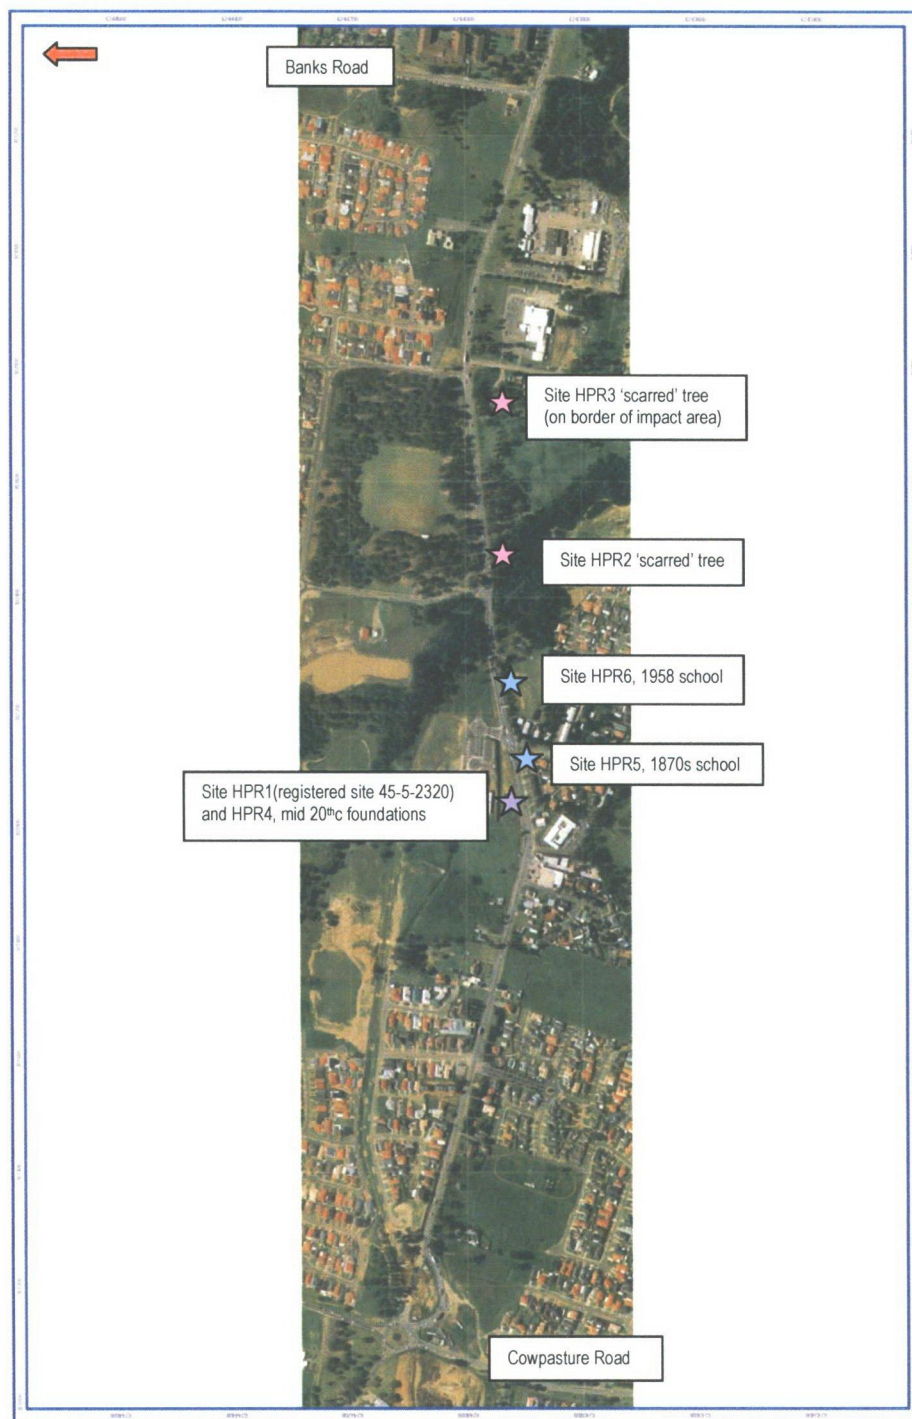 Banks Road
Site HPR3 'scarred' tree
(on border of impact area)
Site HPR2 'scarred' tree
Site HPR6, 1958 school
Site HPR5, 1870s school
Site HPR1(registered site 45-5-2320)
and HPR4, mid 20thc foundations
Cowpasture Road